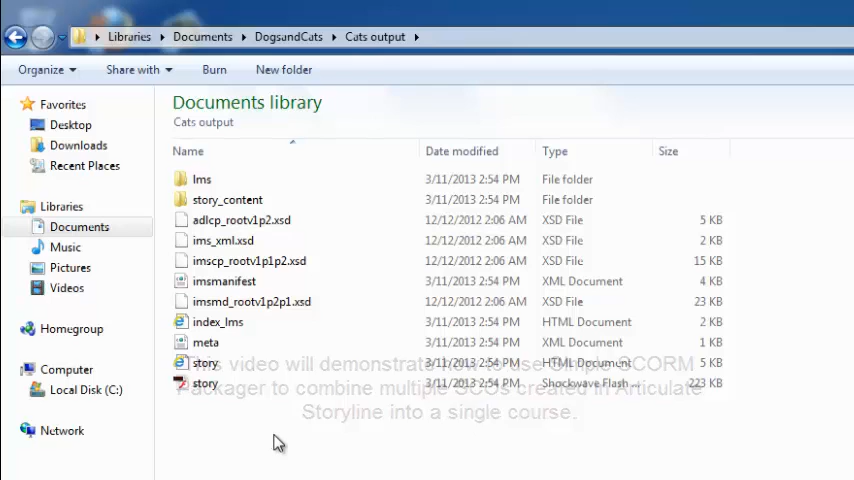 Libraries Documents DogsandCats Cats output
Organize Share with Burn New folder
Favorites
Desktop
Downloads
Recent Places
Libraries
Documents
Music
Pictures
Videos
Homegroup
Computer
Local Disk (C:)
Network
Documents library
Cats output
Name Date modified Type Size
lms 3/11/2013 2:54 PM File folder
story_content 3/11/2013 2:54 PM File folder
adlcp_rootv1p2.xsd 12/12/2012 2:06 AM XSD File 5 KB
ims_xml.xsd 12/12/2012 2:06 AM XSD File 2 KB
imscp_rootv1p1p2.xsd 12/12/2012 2:06 AM XSD File 15 KB
imsmanifest 3/11/2013 2:54 PM XML Document 4 KB
imsmd_rootv1p2p1.xsd 12/12/2012 2:06 AM XSD File 23 KB
index_lms 3/11/2013 2:54 PM HTML Document 2 KB
meta 3/11/2013 2:54 PM XML Document 1 KB
story 3/11/2013 2:54 PM HTML Document 5 KB
story 3/11/2013 2:54 PM Shockwave Flash ... 223 KB
This video will demonstrate how to use Simple SCORM
Packager to combine multiple SCOs created in Articulate
Storyline into a single course.